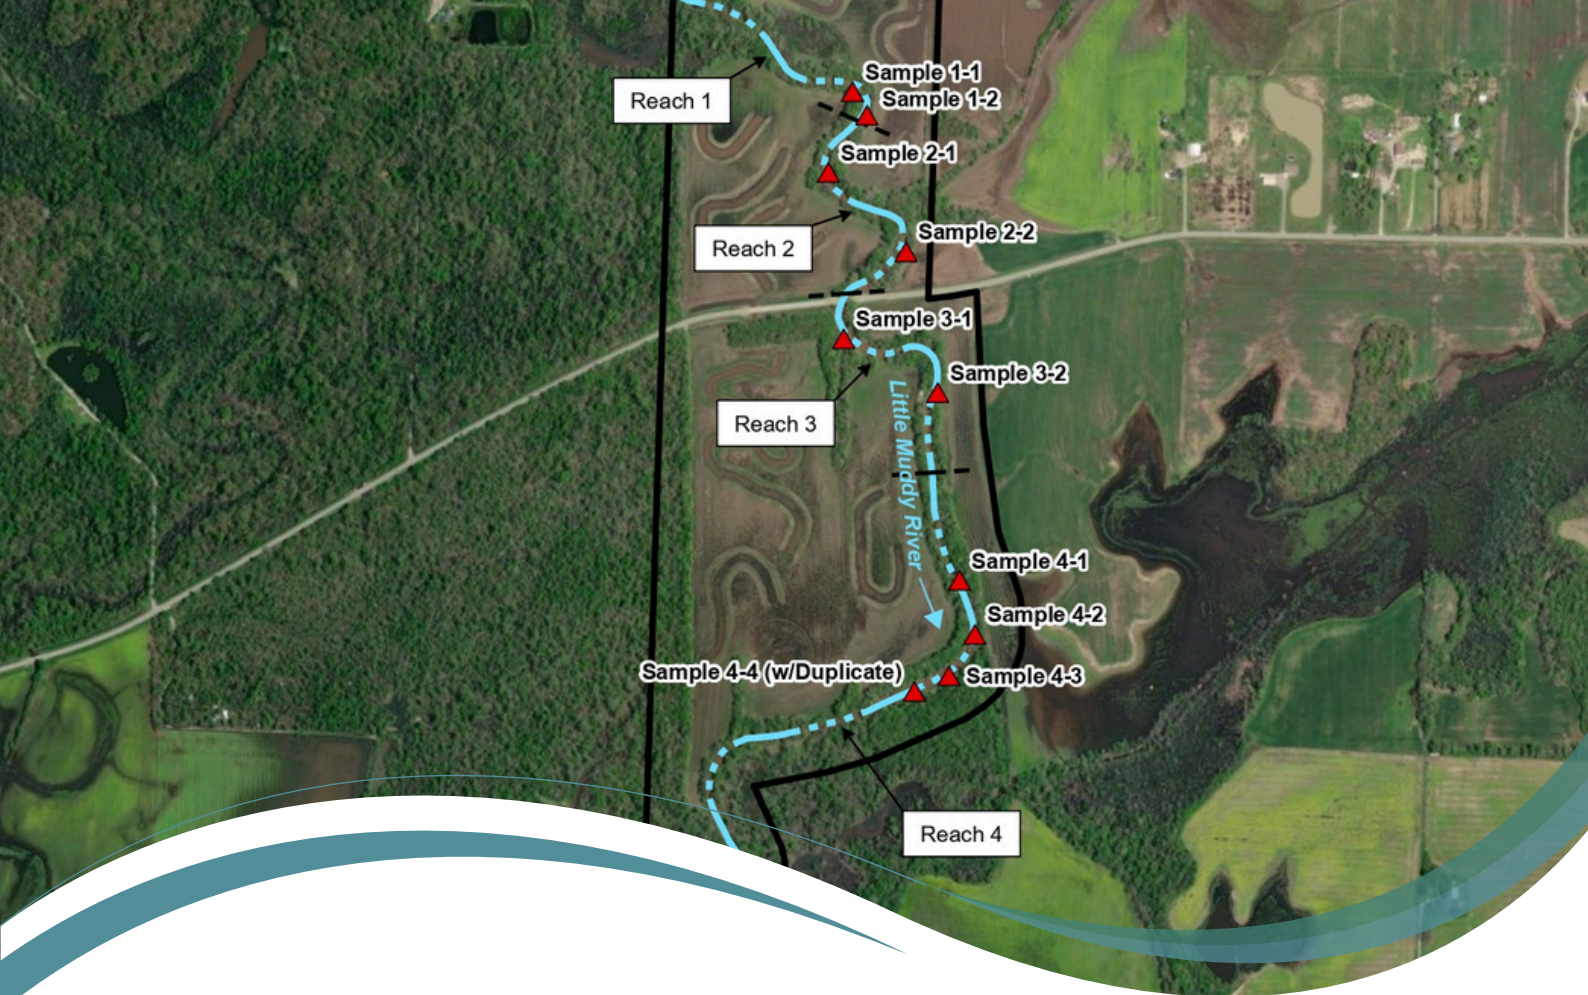 Sample 1-1
Reach 1
Sample 1-2
Sample 2-1
Sample 2-2
Reach 2
Sample 3-1
Sample 3-2
Reach 3
Little Muddy River
Sample 4-1
Sample 4-2
Sample 4-4 (w/Duplicate)
Sample 4-3
Reach 4